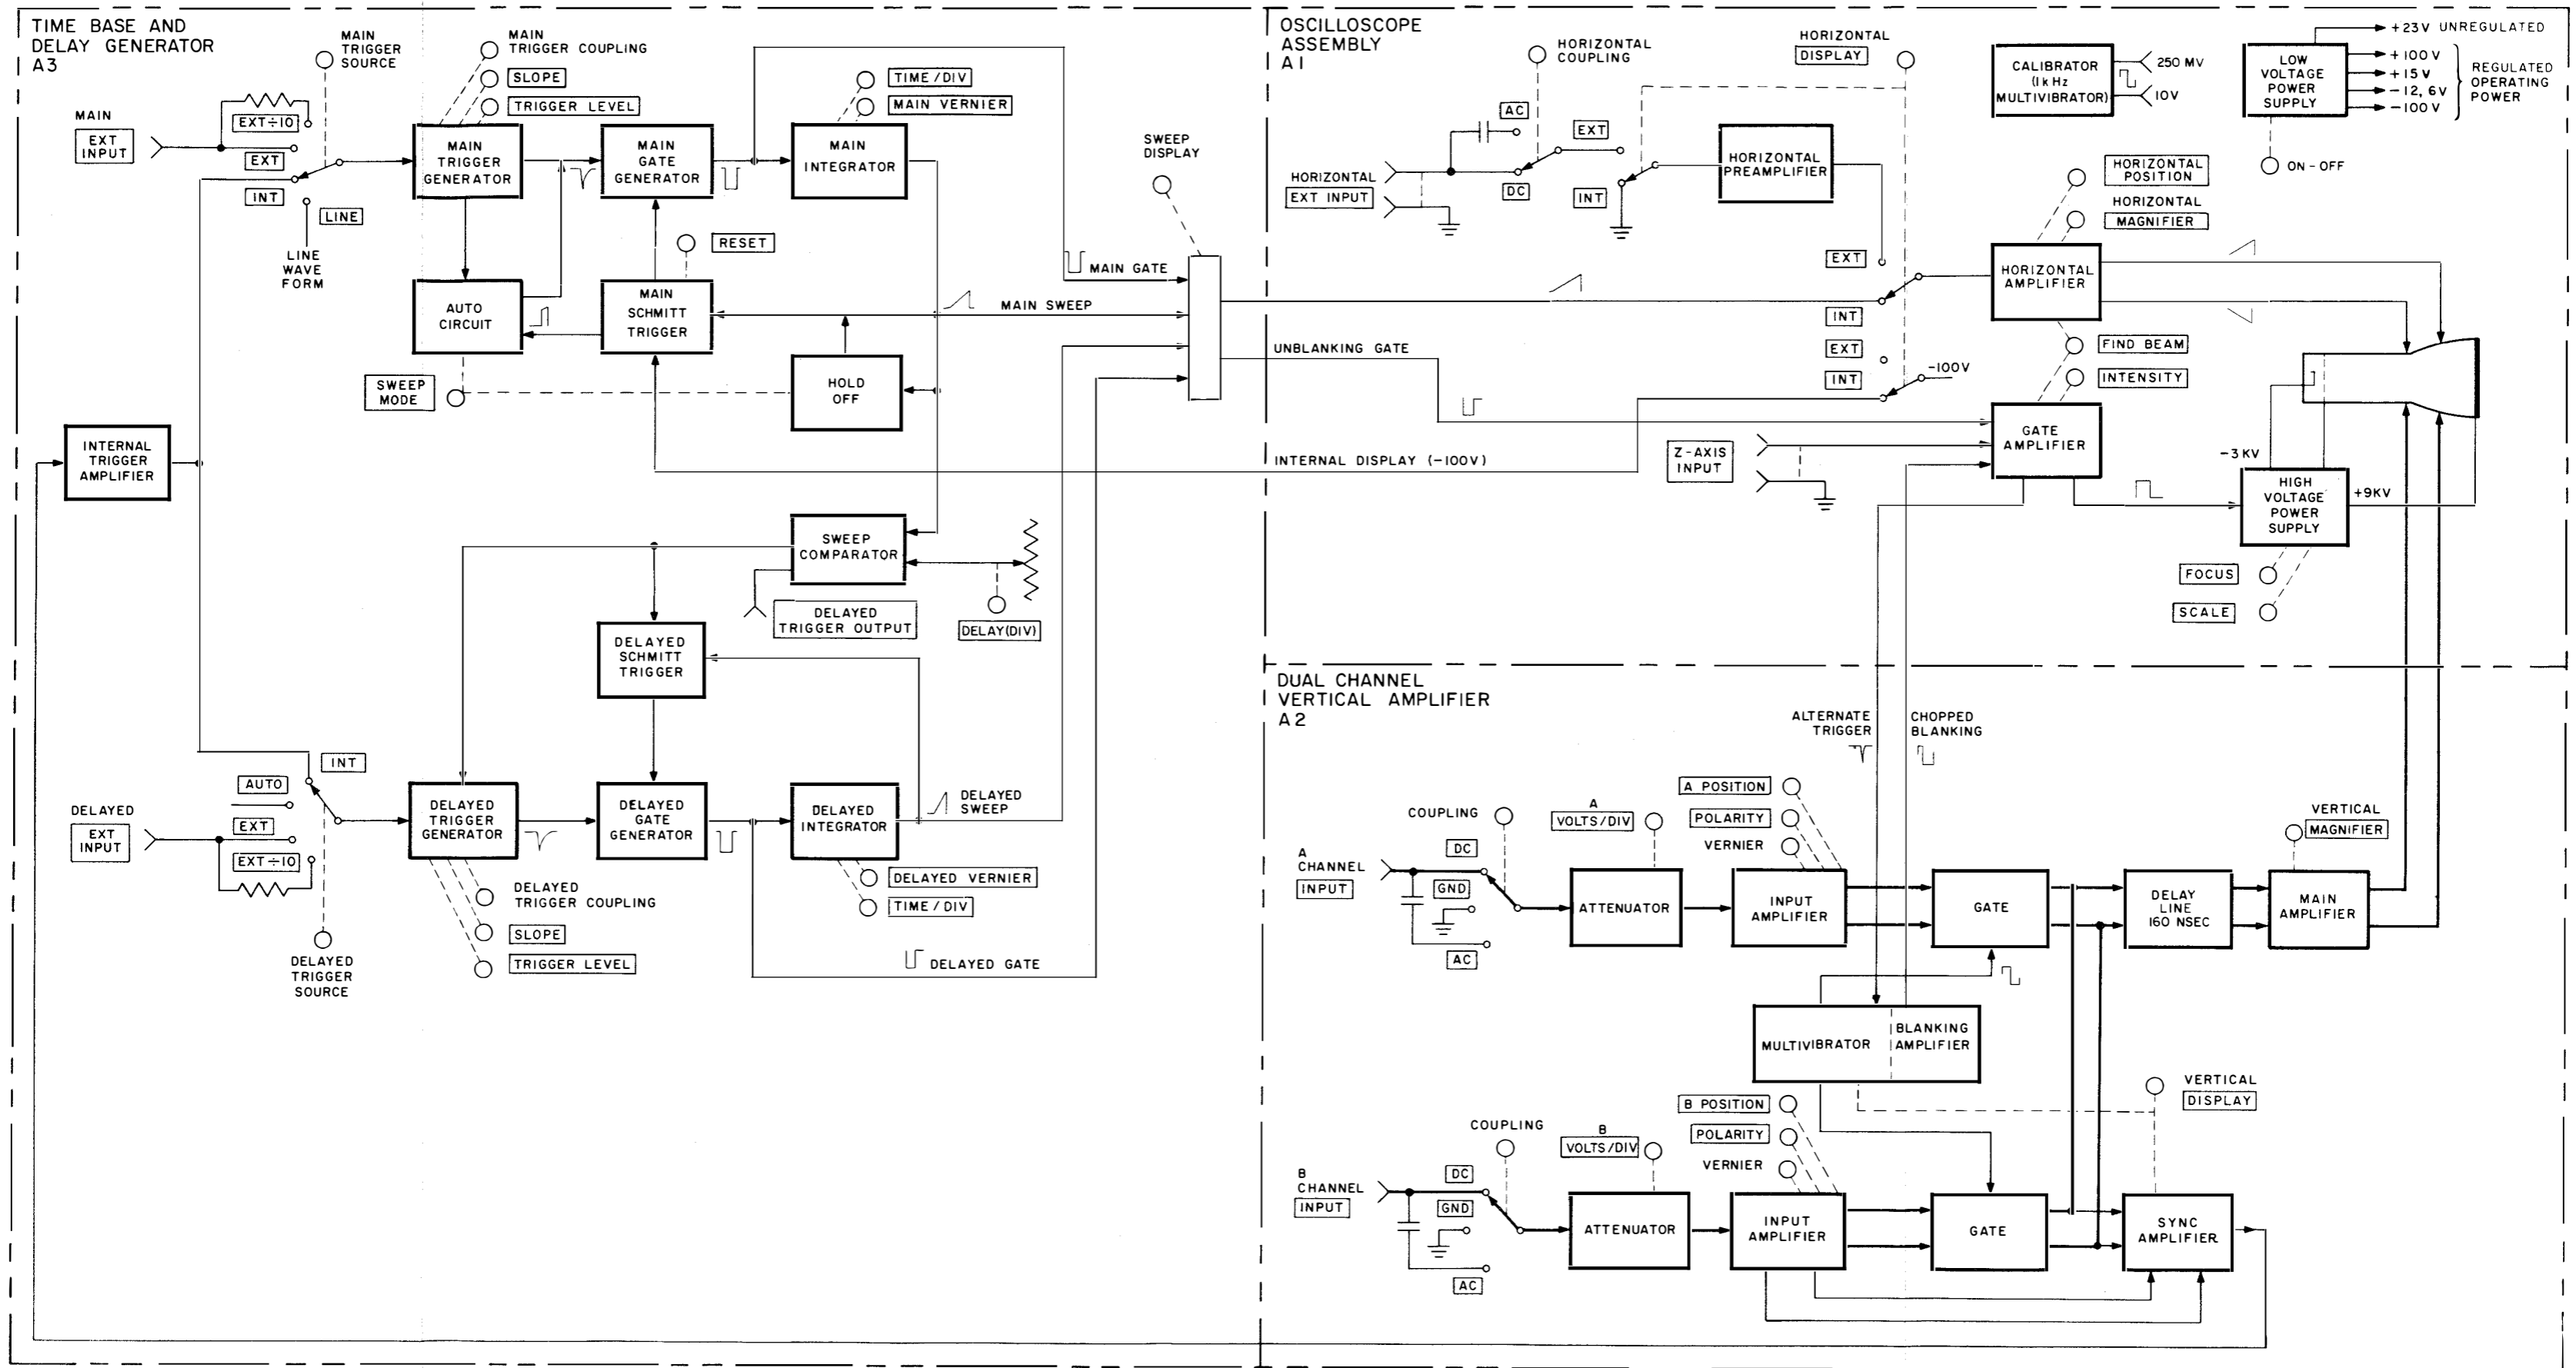 TIME BASE AND
DELAY GENERATOR
A3
MAIN
TRIGGER
SOURCE
MAIN
TRIGGER COUPLING
SLOPE
TRIGGER LEVEL
TIME/DIV
MAIN VERNIER
MAIN
EXT
INPUT
EXT÷10
EXT
INT
LINE
LINE
WAVE
FORM
MAIN
TRIGGER
GENERATOR
MAIN
GATE
GENERATOR
MAIN
INTEGRATOR
RESET
AUTO
CIRCUIT
MAIN
SCHMITT
TRIGGER
SWEEP
MODE
HOLD
OFF
MAIN GATE
MAIN SWEEP
SWEEP
DISPLAY
INTERNAL
TRIGGER
AMPLIFIER
SWEEP
COMPARATOR
DELAYED
TRIGGER OUTPUT
DELAY(DIV)
DELAYED
SCHMITT
TRIGGER
INT
AUTO
DELAYED
EXT
INPUT
EXT
EXT÷10
DELAYED
TRIGGER
SOURCE
DELAYED
TRIGGER
GENERATOR
DELAYED
GATE
GENERATOR
DELAYED
INTEGRATOR
DELAYED
SWEEP
DELAYED
TRIGGER COUPLING
SLOPE
TRIGGER LEVEL
DELAYED VERNIER
TIME/DIV
DELAYED GATE
OSCILLOSCOPE
ASSEMBLY
A1
HORIZONTAL
COUPLING
HORIZONTAL
DISPLAY
AC
EXT
HORIZONTAL
EXT INPUT
DC
INT
HORIZONTAL
PREAMPLIFIER
CALIBRATOR
(1kHz
MULTIVIBRATOR)
250 MV
10V
LOW
VOLTAGE
POWER
SUPPLY
+23V UNREGULATED
+100V
+15V
-12, 6V
-100V
REGULATED
OPERATING
POWER
ON-OFF
HORIZONTAL
POSITION
HORIZONTAL
MAGNIFIER
EXT
INT
HORIZONTAL
AMPLIFIER
EXT
INT
-100V
UNBLANKING GATE
FIND BEAM
INTENSITY
GATE
AMPLIFIER
INTERNAL DISPLAY (-100V)
Z-AXIS
INPUT
-3KV
HIGH
VOLTAGE
POWER
SUPPLY
+9KV
FOCUS
SCALE
DUAL CHANNEL
VERTICAL AMPLIFIER
A2
ALTERNATE
TRIGGER
CHOPPED
BLANKING
COUPLING
A
VOLTS/DIV
A POSITION
POLARITY
VERNIER
VERTICAL
MAGNIFIER
A
CHANNEL
INPUT
DC
GND
AC
ATTENUATOR
INPUT
AMPLIFIER
GATE
DELAY
LINE
160 NSEC
MAIN
AMPLIFIER
MULTIVIBRATOR
BLANKING
AMPLIFIER
VERTICAL
DISPLAY
COUPLING
B
VOLTS/DIV
B POSITION
POLARITY
VERNIER
B
CHANNEL
INPUT
DC
GND
AC
ATTENUATOR
INPUT
AMPLIFIER
GATE
SYNC
AMPLIFIER